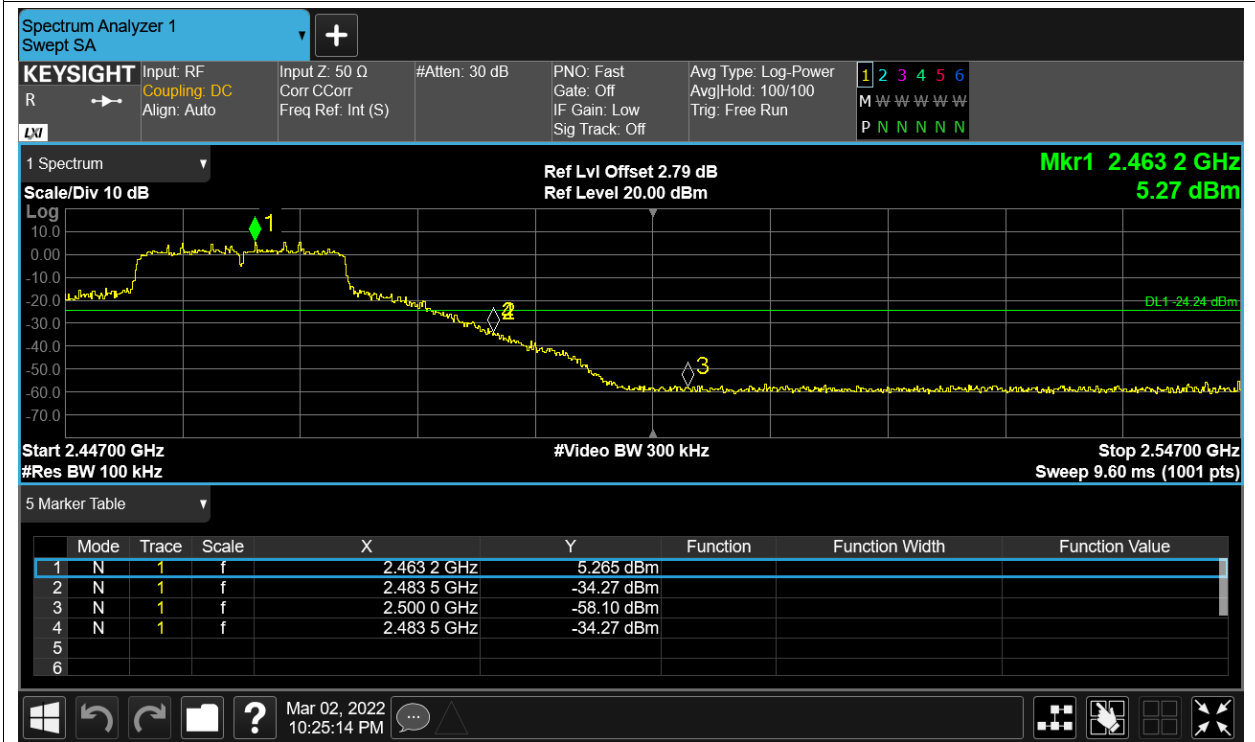 Spectrum Analyzer 1
Swept SA
+
KEYSIGHT
R
LXI
Input: RF
Coupling: DC
Align: Auto
Input Z: 50 Ω
Corr CCorr
Freq Ref: Int (S)
#Atten: 30 dB
PNO: Fast
Gate: Off
IF Gain: Low
Sig Track: Off
Avg Type: Log-Power
Avg|Hold: 100/100
Trig: Free Run
1 2 3 4 5 6
M W W W W W
P N N N N N
1 Spectrum
Scale/Div 10 dB
Ref Lvl Offset 2.79 dB
Ref Level 20.00 dBm
Mkr1 2.463 2 GHz
5.27 dBm
Log
10.0
0.00
-10.0
-20.0
-30.0
-40.0
-50.0
-60.0
-70.0
1
3
DL1 -24.24 dBm
Start 2.44700 GHz
#Res BW 100 kHz
#Video BW 300 kHz
Stop 2.54700 GHz
Sweep 9.60 ms (1001 pts)
5 Marker Table
Mode Trace Scale X Y Function Function Width Function Value
1 N 1 f 2.463 2 GHz 5.265 dBm
2 N 1 f 2.483 5 GHz -34.27 dBm
3 N 1 f 2.500 0 GHz -58.10 dBm
4 N 1 f 2.483 5 GHz -34.27 dBm
5
6
?
Mar 02, 2022
10:25:14 PM